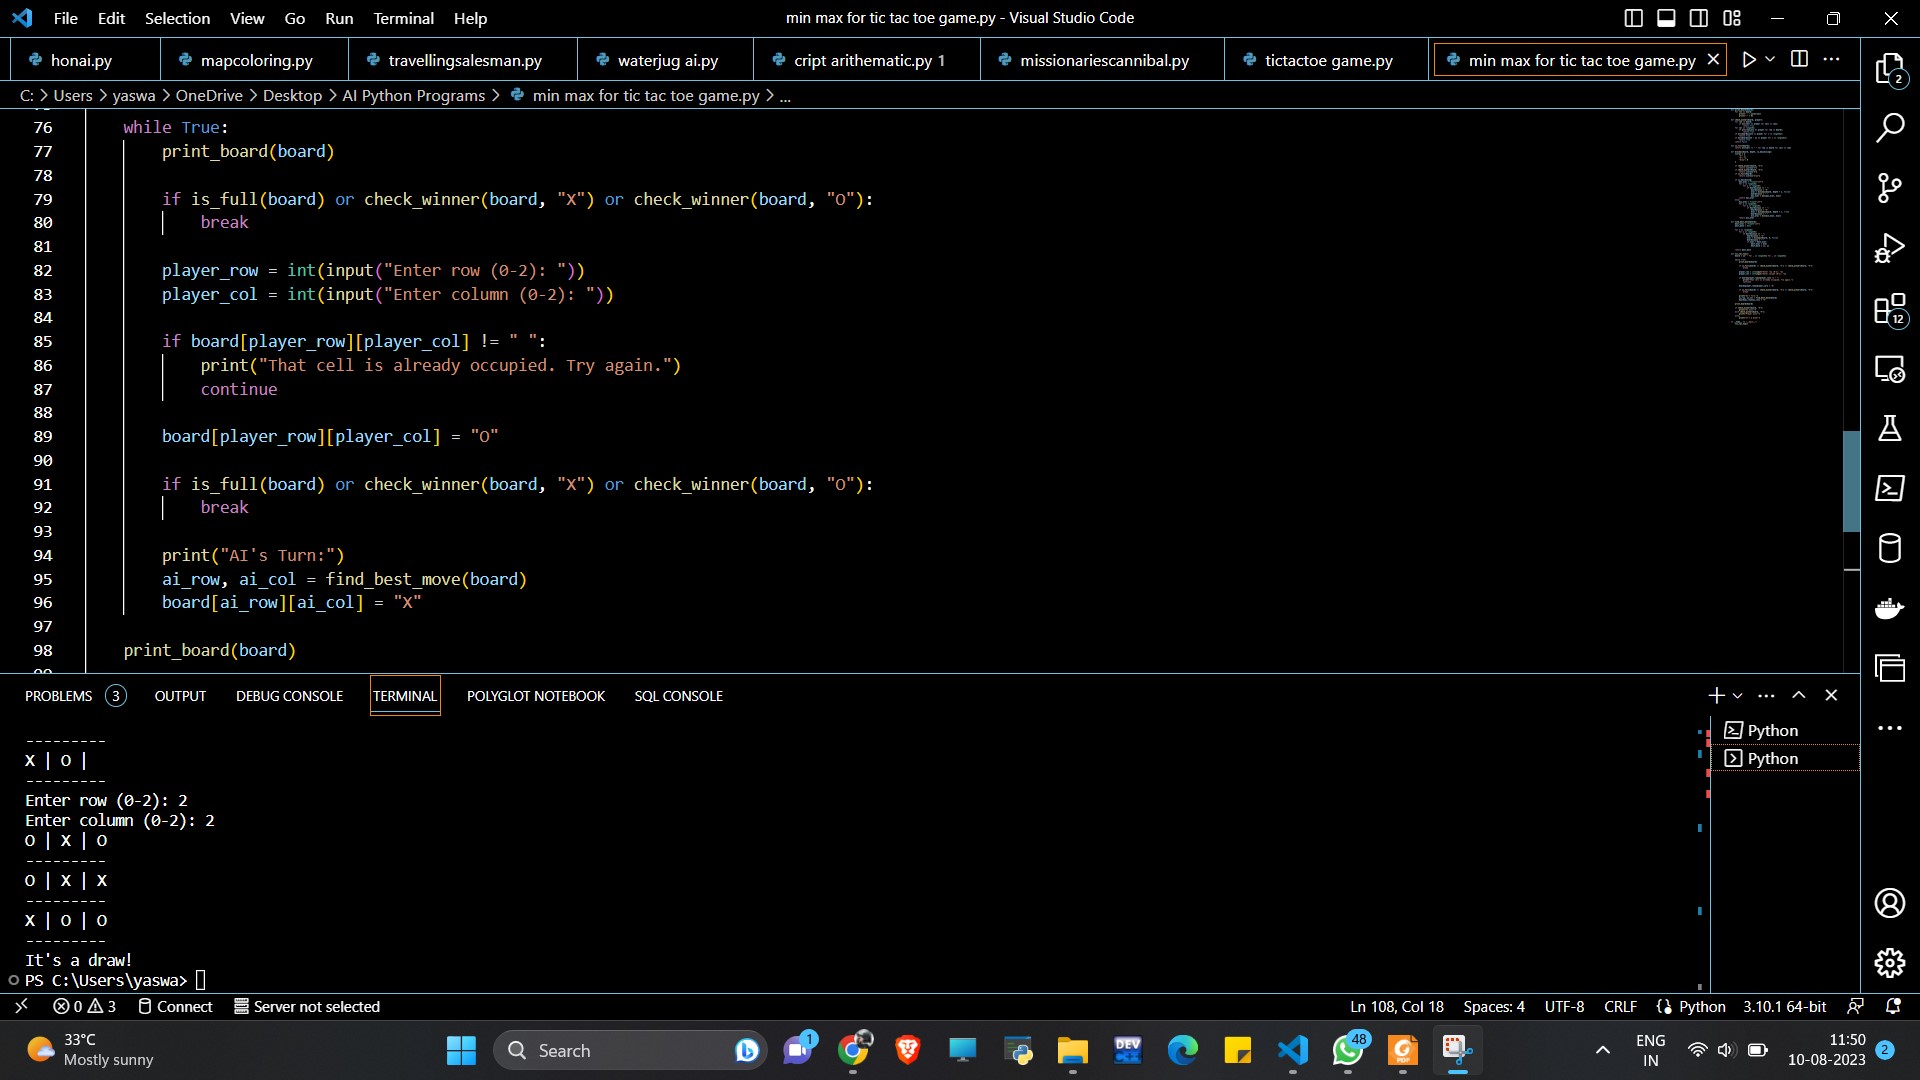 File Edit Selection View Go Run Terminal Help
min max for tic tac toe game.py - Visual Studio Code
honai.py
mapcoloring.py
travellingsalesman.py
waterjug ai.py
cript arithematic.py 1
missionariescannibal.py
tictactoe game.py
min max for tic tac toe game.py
C: > Users > yaswa > OneDrive > Desktop > AI Python Programs > min max for tic tac toe game.py > ...
76 while True:
77 print_board(board)
78
79 if is_full(board) or check_winner(board, "X") or check_winner(board, "O"):
80 break
81
82 player_row = int(input("Enter row (0-2): "))
83 player_col = int(input("Enter column (0-2): "))
84
85 if board[player_row][player_col] != " ":
86 print("That cell is already occupied. Try again.")
87 continue
88
89 board[player_row][player_col] = "O"
90
91 if is_full(board) or check_winner(board, "X") or check_winner(board, "O"):
92 break
93
94 print("AI's Turn:")
95 ai_row, ai_col = find_best_move(board)
96 board[ai_row][ai_col] = "X"
97
98 print_board(board)
2
12
PROBLEMS 3 OUTPUT DEBUG CONSOLE TERMINAL POLYGLOT NOTEBOOK SQL CONSOLE
---------
X | O |
---------
Enter row (0-2): 2
Enter column (0-2): 2
O | X | O
---------
O | X | X
---------
X | O | O
---------
It's a draw!
PS C:\Users\yaswa>
Python
Python
0 3 Connect Server not selected
Ln 108, Col 18 Spaces: 4 UTF-8 CRLF Python 3.10.1 64-bit
33°C
Mostly sunny
Search
1
DEV
48
PDF
ENG
IN
11:50
10-08-2023
2